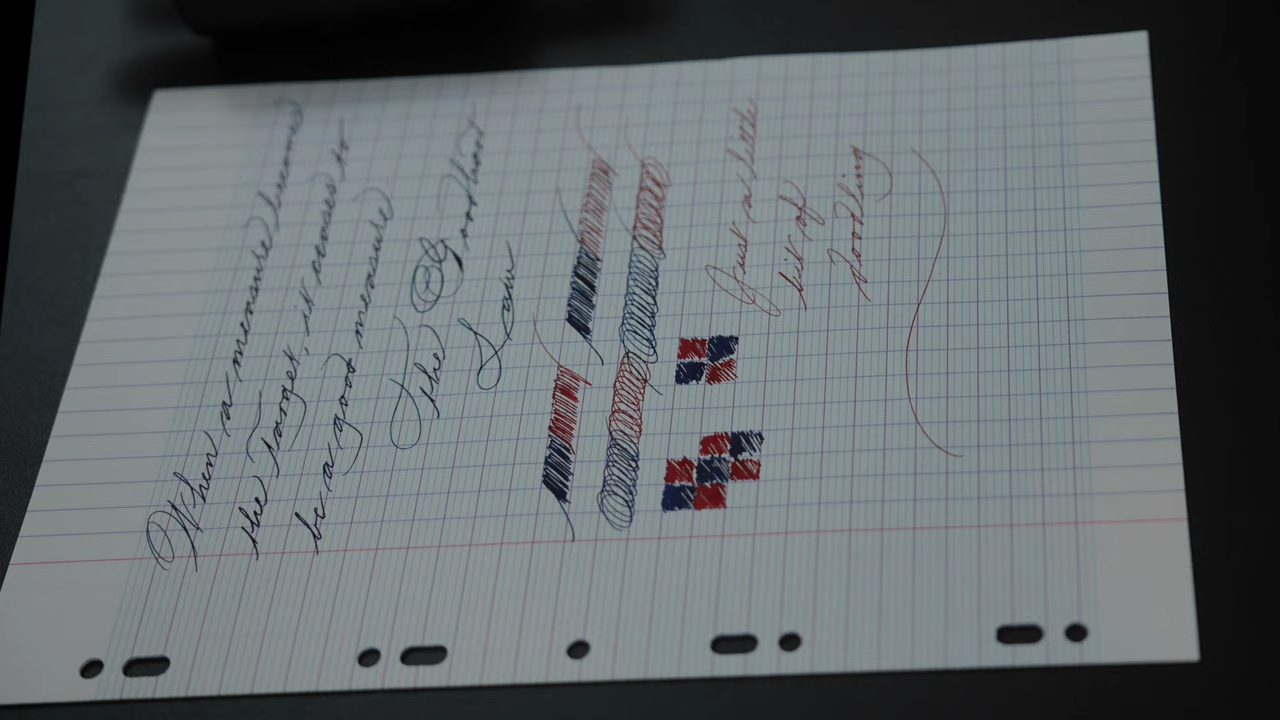 When a measure becomes
the Target, it ceases to
be a good measure
The Goodhart
Law
Just a little
bit of
doodling